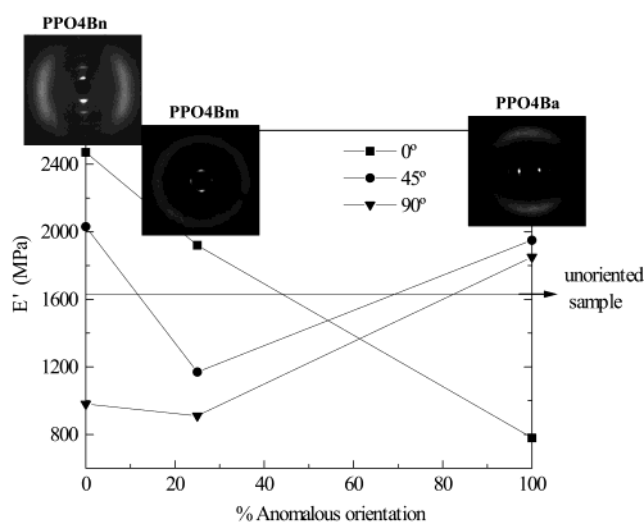 PPO4Bn
PPO4Bm
PPO4Ba
0º
45º
90º
2400
2000
1600
1200
800
E' (MPa)
unoriented
sample
0 20 40 60 80 100
% Anomalous orientation